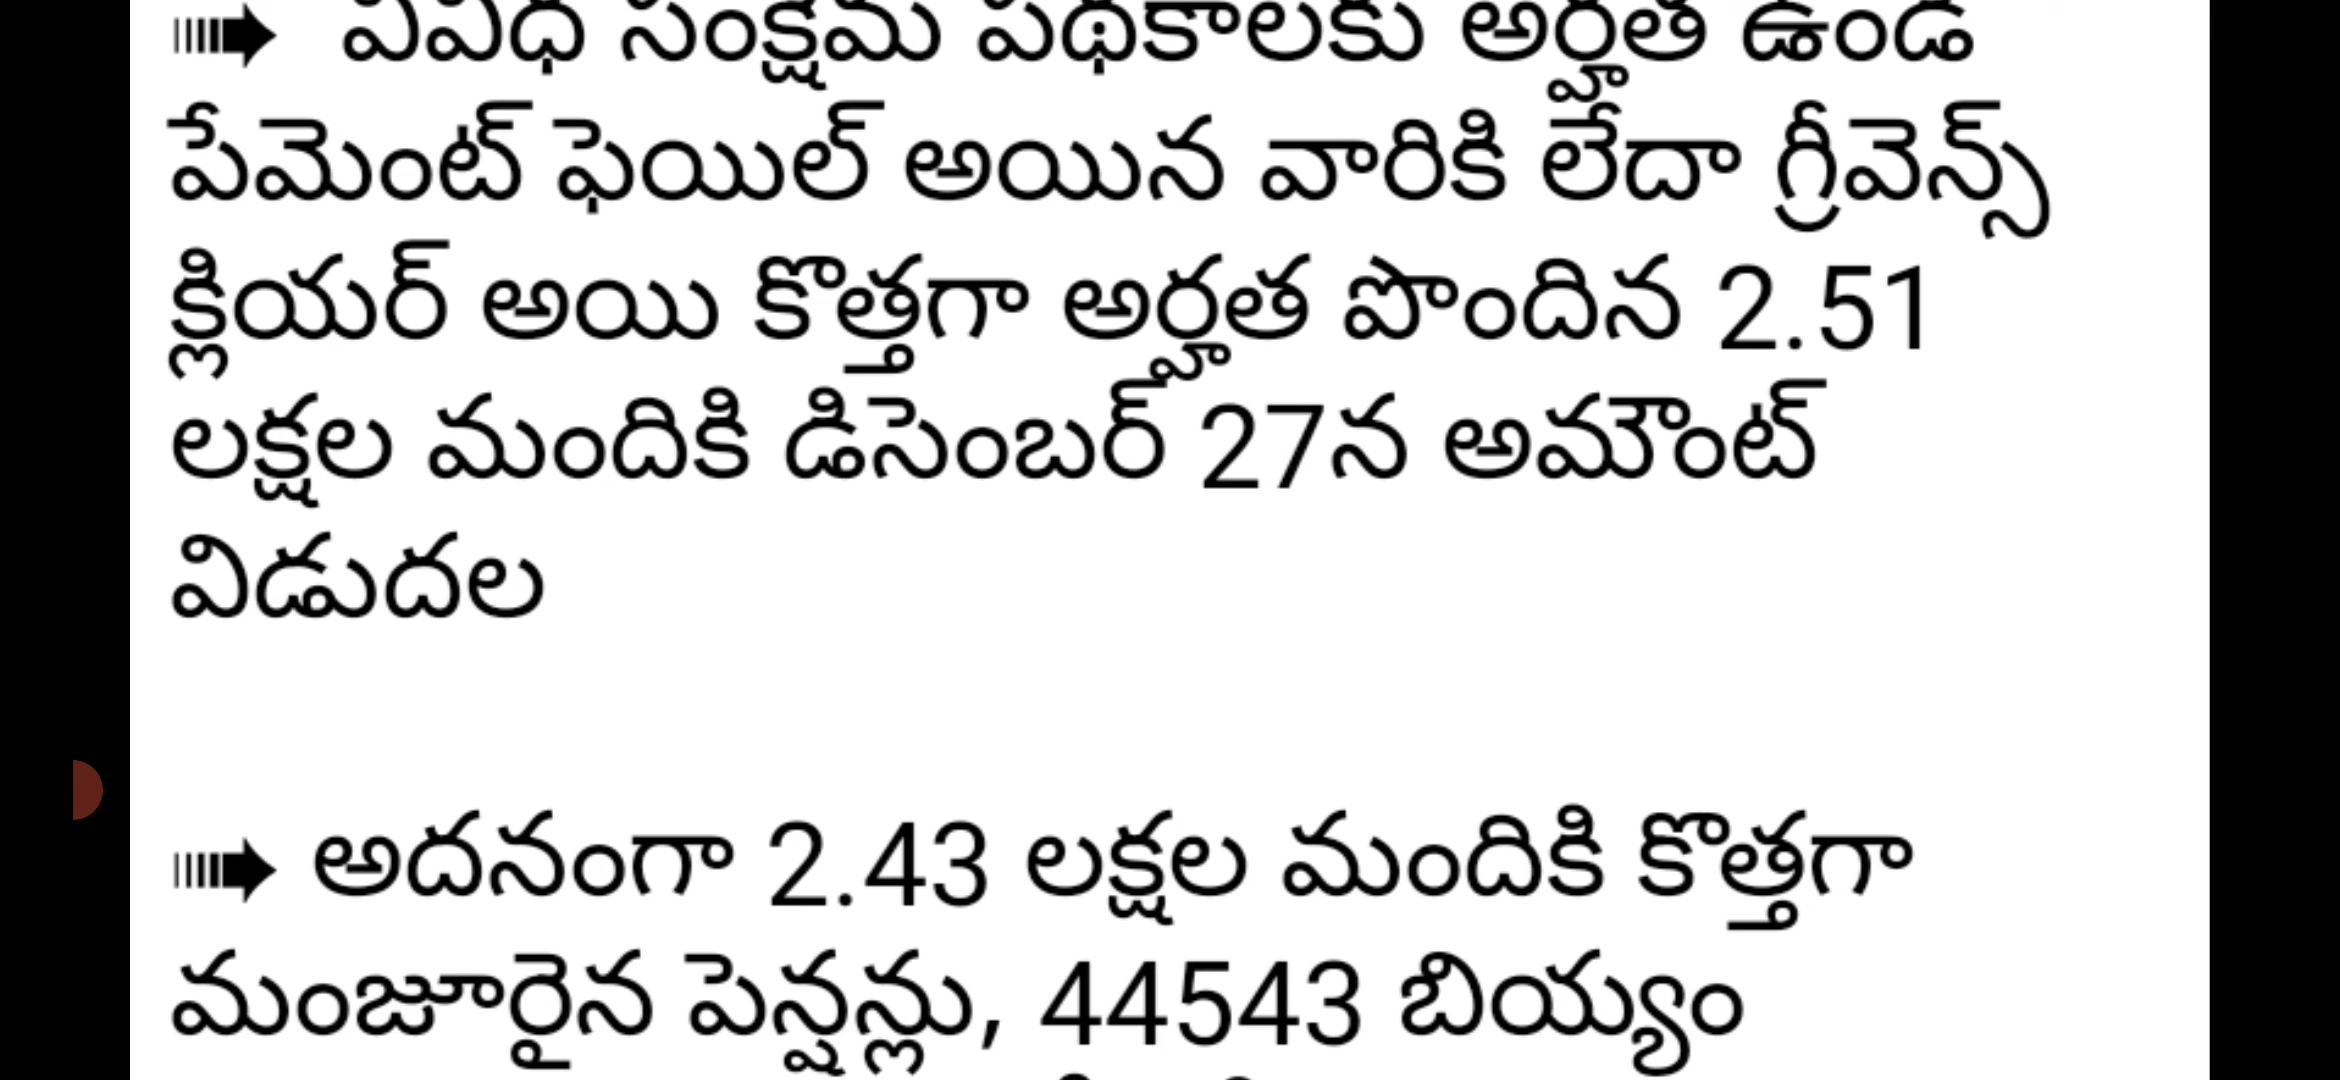 ➠ వివిధ సంక్షేమ పథకాలకు అర్హత ఉండి
పేమెంట్ ఫెయిల్ అయిన వారికి లేదా గ్రీవెన్స్
క్లియర్ అయి కొత్తగా అర్హత పొందిన 2.51
లక్షల మందికి డిసెంబర్ 27న అమౌంట్
విడుదల
➠ అదనంగా 2.43 లక్షల మందికి కొత్తగా
మంజూరైన పెన్షన్లు, 44543 బియ్యం